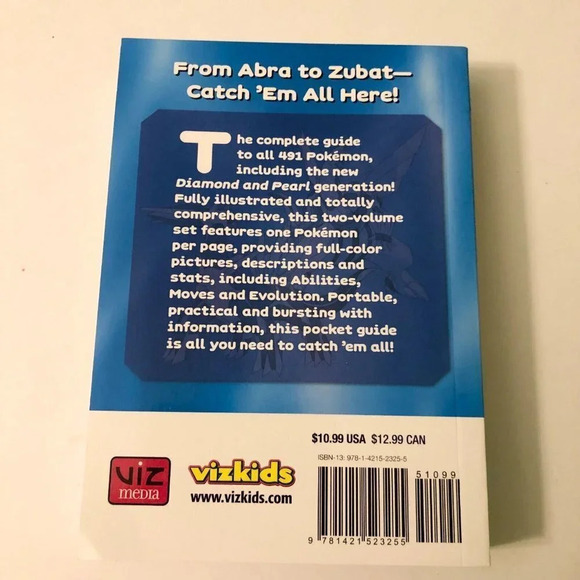 From Abra to Zubat—
Catch 'Em All Here!
The complete guide
to all 491 Pokémon,
including the new
Diamond and Pearl generation!
Fully illustrated and totally
comprehensive, this two-volume
set features one Pokémon
per page, providing full-color
pictures, descriptions and
stats, including Abilities,
Moves and Evolution. Portable,
practical and bursting with
information, this pocket guide
is all you need to catch 'em all!
$10.99 USA $12.99 CAN
ISBN-13: 978-1-4215-2325-5
51099
viz
media
vizkids
www.vizkids.com
9 781421 523255